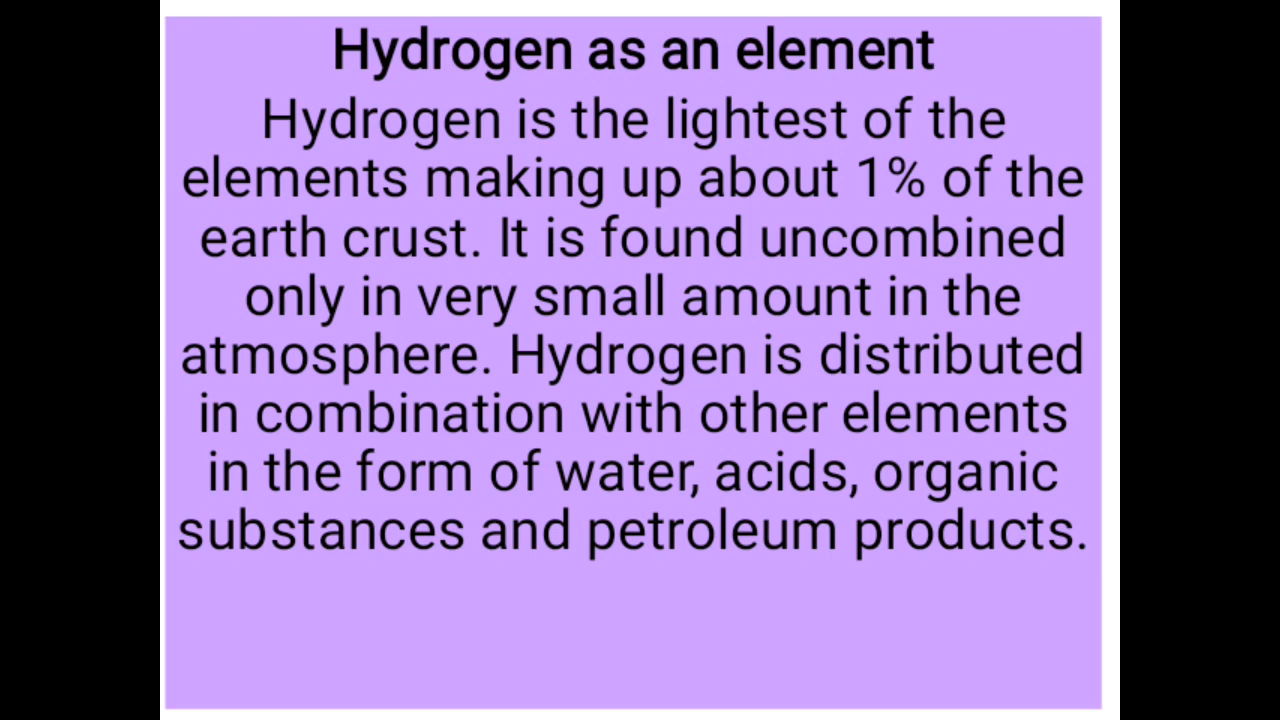 Hydrogen as an element
Hydrogen is the lightest of the
elements making up about 1% of the
earth crust. It is found uncombined
only in very small amount in the
atmosphere. Hydrogen is distributed
in combination with other elements
in the form of water, acids, organic
substances and petroleum products.